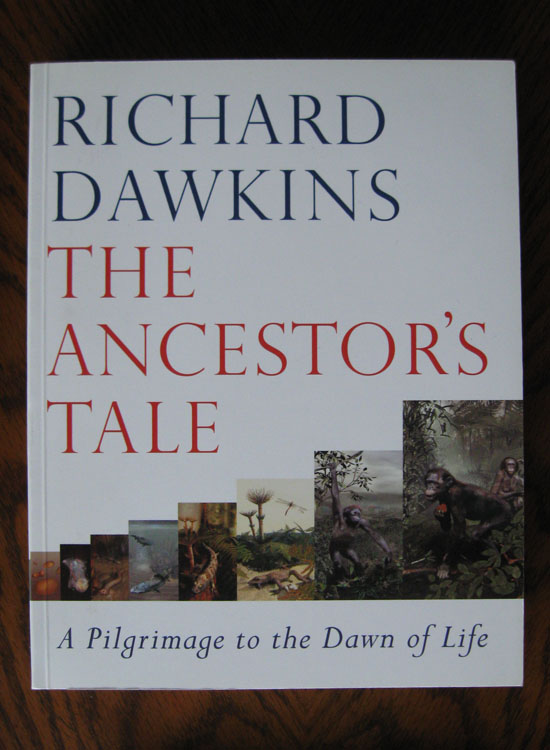 RICHARD
DAWKINS
THE
ANCESTOR'S
TALE
A Pilgrimage to the Dawn of Life